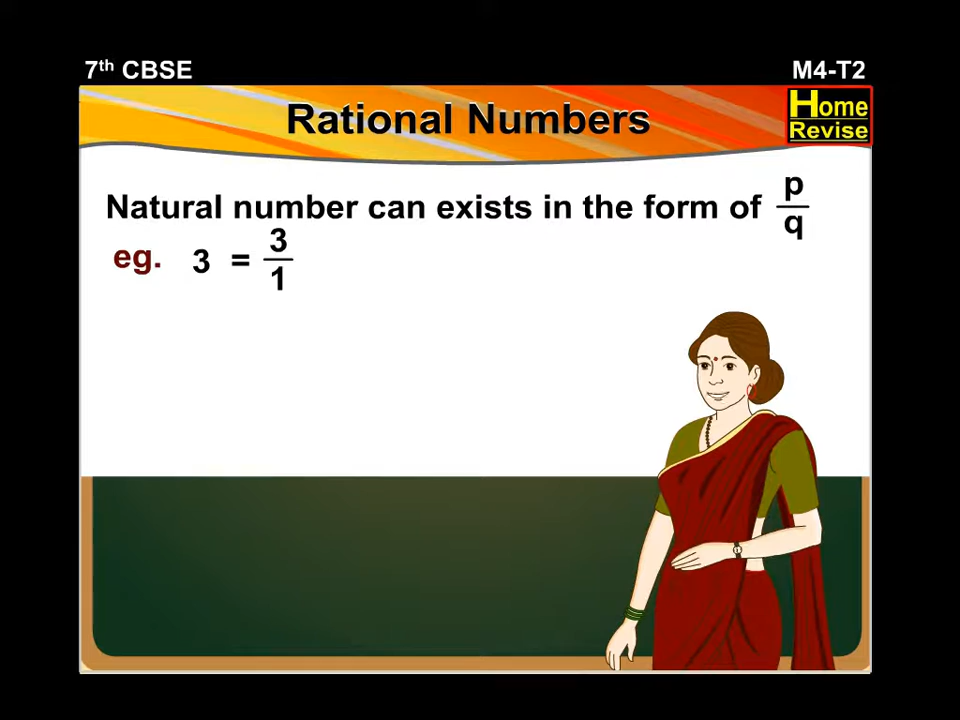 7th CBSE
M4-T2
Rational Numbers
Home
Revise
Natural number can exists in the form of p/q
eg. 3 = 3/1